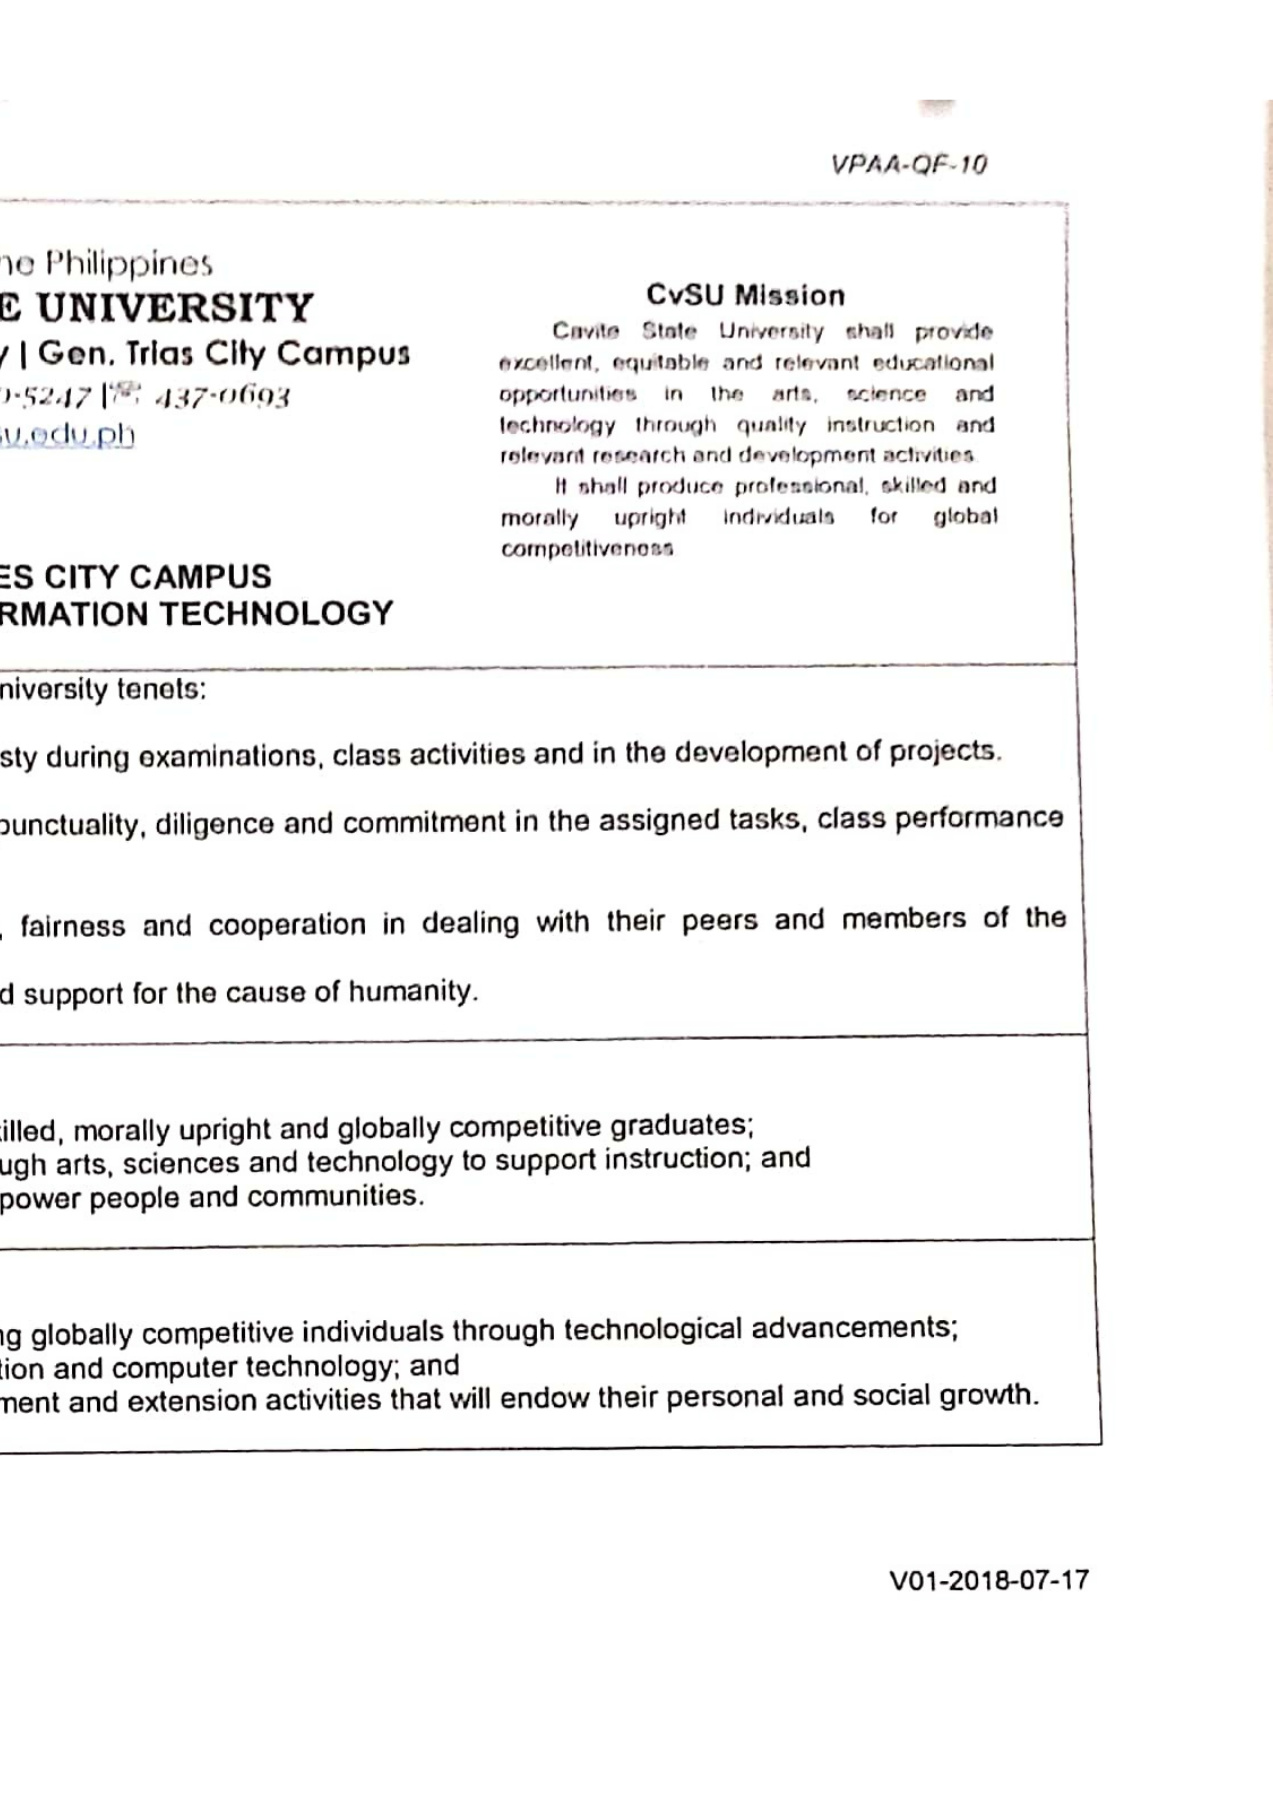 VPAA-QF-10
he Philippines
E UNIVERSITY
y | Gen. Trias City Campus
0-5247 |☏ 437-0693
su.edu.ph
ES CITY CAMPUS
RMATION TECHNOLOGY
CvSU Mission
Cavite State University shall provide
excellent, equitable and relevant educational
opportunities in the arts, science and
technology through quality instruction and
relevant research and development activities.
It shall produce professional, skilled and
morally upright individuals for global
competitiveness
niversity tenets:
sty during examinations, class activities and in the development of projects.
punctuality, diligence and commitment in the assigned tasks, class performance
, fairness and cooperation in dealing with their peers and members of the
d support for the cause of humanity.
illed, morally upright and globally competitive graduates;
ugh arts, sciences and technology to support instruction; and
power people and communities.
ng globally competitive individuals through technological advancements;
tion and computer technology; and
ment and extension activities that will endow their personal and social growth.
V01-2018-07-17